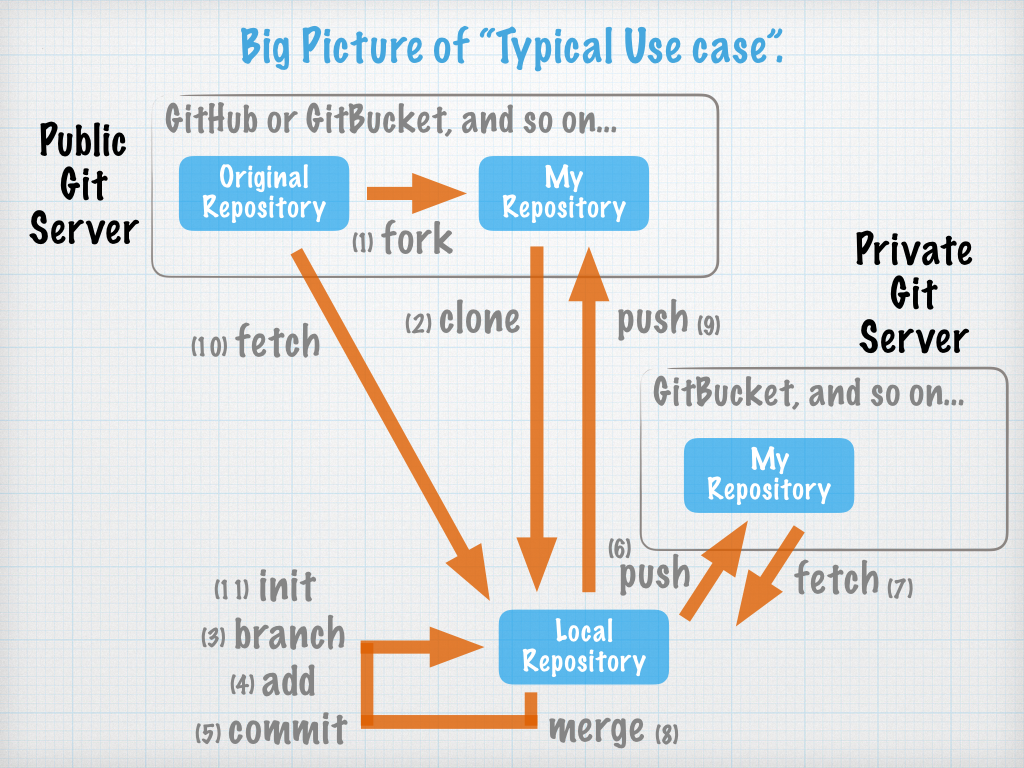 Big Picture of “Typical Use case”.
Public
Git
Server
GitHub or GitBucket, and so on...
Original
Repository
My
Repository
(1) fork
Private
Git
Server
(10) fetch
(2) clone
push (9)
GitBucket, and so on...
My
Repository
(6)
push
fetch (7)
(11) init
(3) branch
(4) add
(5) commit
Local
Repository
merge (8)